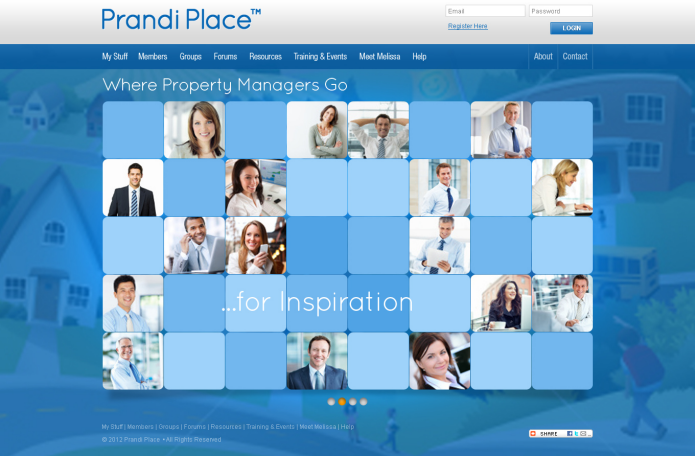 Prandi Place™
Email Password
Register Here LOGIN
My Stuff Members Groups Forums Resources Training & Events Meet Melissa Help About Contact
Where Property Managers Go
...for Inspiration
My Stuff | Members | Groups | Forums | Resources | Training & Events | Meet Melissa | Help
© 2012 Prandi Place • All Rights Reserved
SHARE